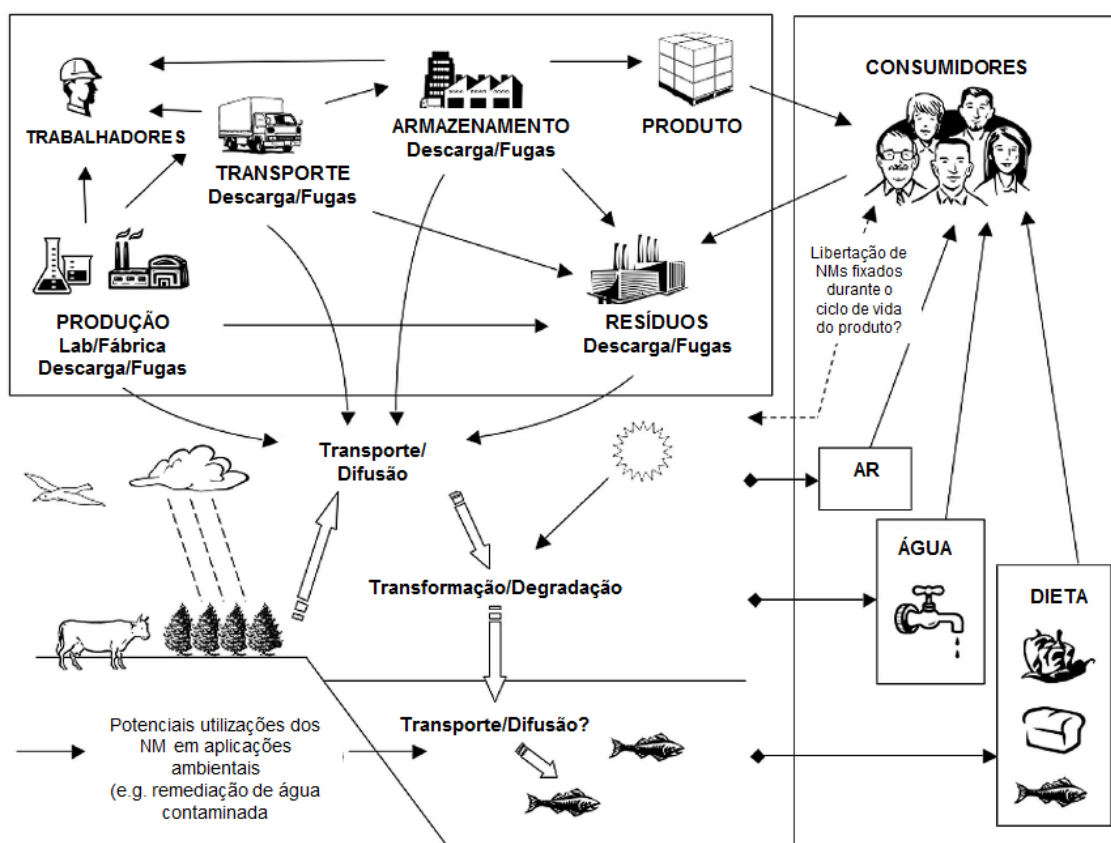 TRABALHADORES
TRANSPORTE
Descarga/Fugas
ARMAZENAMENTO
Descarga/Fugas
PRODUTO
CONSUMIDORES
PRODUÇÃO
Lab/Fábrica
Descarga/Fugas
RESÍDUOS
Descarga/Fugas
Libertação de
NMs fixados
durante o
ciclo de vida
do produto?
Transporte/
Difusão
AR
Transformação/Degradação
ÁGUA
DIETA
Potenciais utilizações dos
NM em aplicações
ambientais
(e.g. remediação de água
contaminada
Transporte/Difusão?